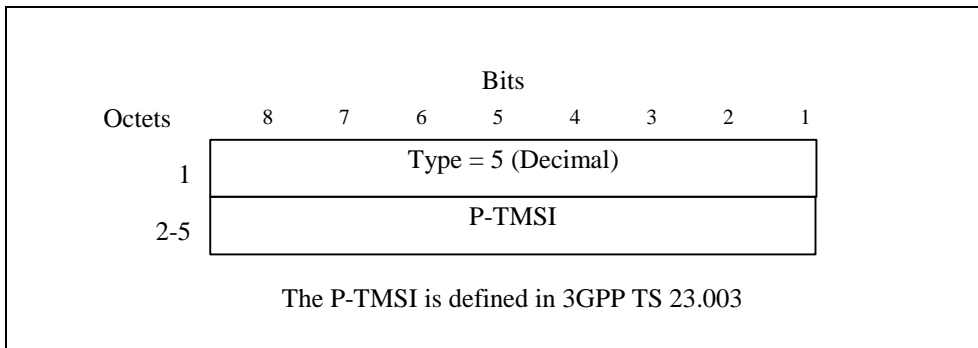 Bits
Octets 8 7 6 5 4 3 2 1
1 Type = 5 (Decimal)
2-5 P-TMSI
The P-TMSI is defined in 3GPP TS 23.003